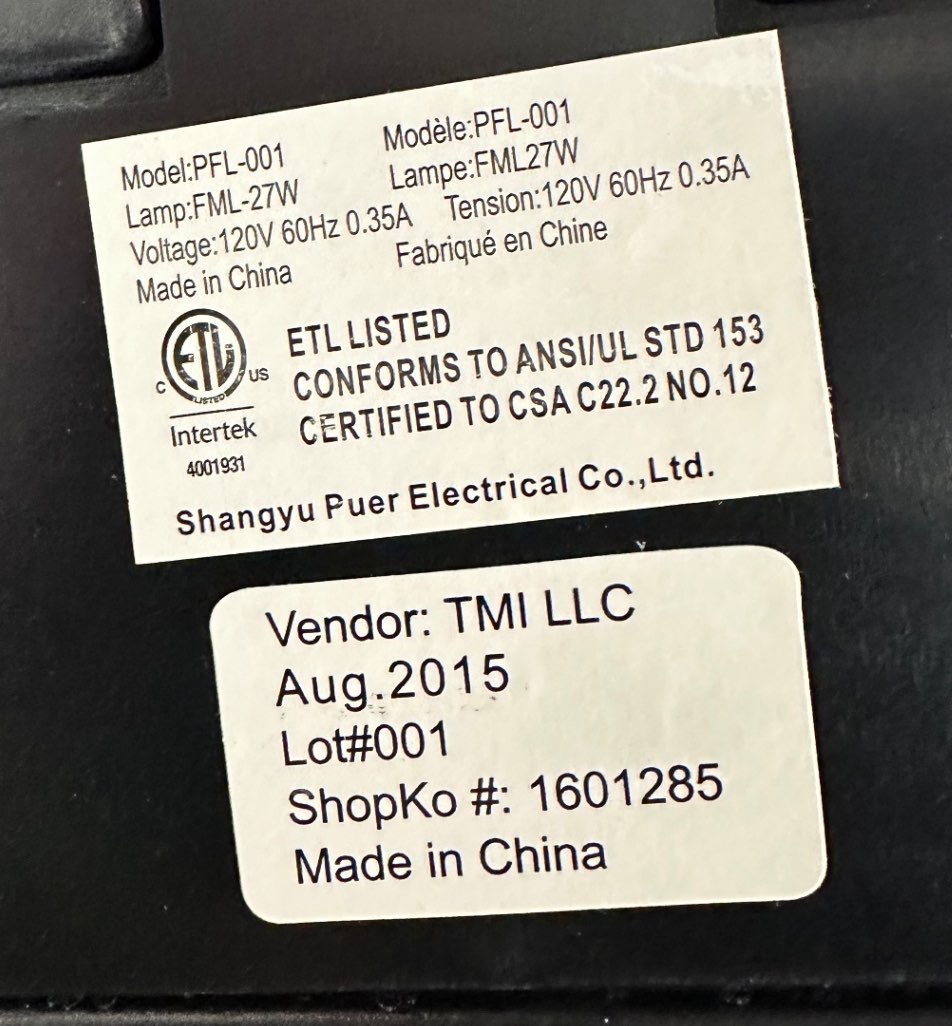 Model:PFL-001 Modèle:PFL-001
Lamp:FML-27W Lampe:FML27W
Voltage:120V 60Hz 0.35A Tension:120V 60Hz 0.35A
Made in China Fabriqué en Chine
ETL LISTED
CONFORMS TO ANSI/UL STD 153
CERTIFIED TO CSA C22.2 NO.12
C ETL US
LISTED
Intertek
4001931
Shangyu Puer Electrical Co.,Ltd.
Vendor: TMI LLC
Aug.2015
Lot#001
ShopKo #: 1601285
Made in China